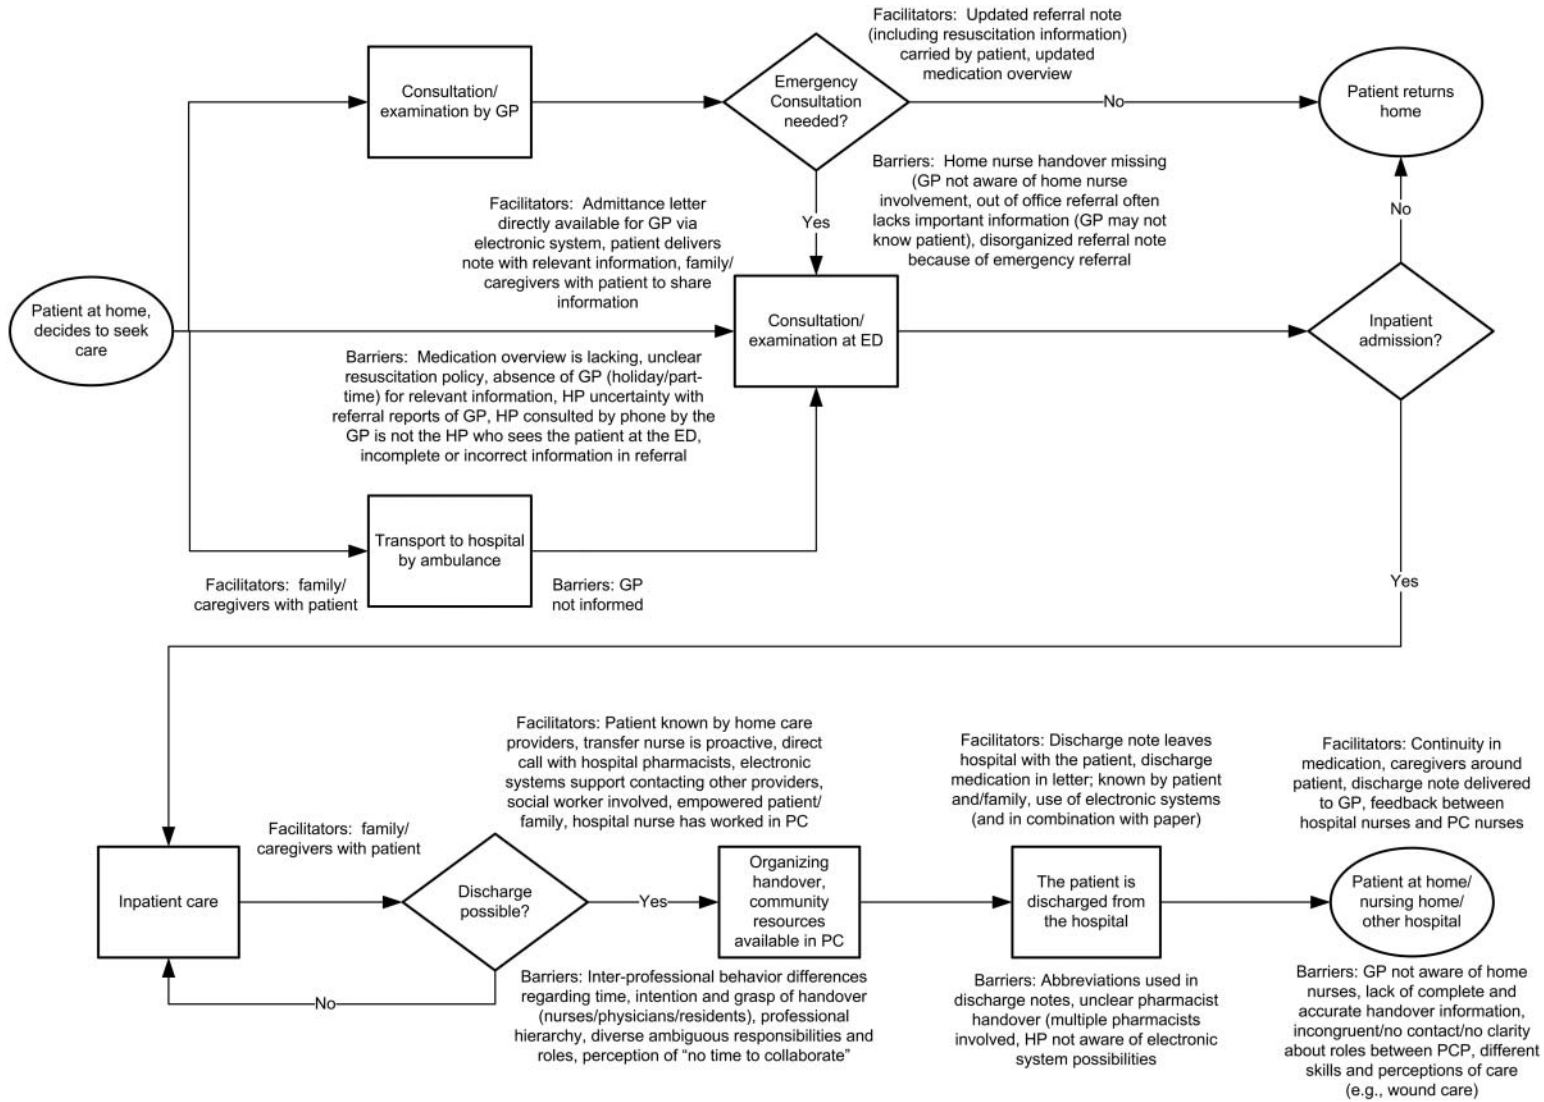 Facilitators:  Updated referral note
(including resuscitation information)
carried by patient, updated
medication overview
Consultation/
examination by GP
Emergency
Consultation
needed?
No
Patient returns
home
Barriers:  Home nurse handover missing
(GP not aware of home nurse
involvement, out of office referral often
lacks important information (GP may not
know patient), disorganized referral note
because of emergency referral
Yes
No
Facilitators:  Admittance letter
directly available for GP via
electronic system, patient delivers
note with relevant information, family/
caregivers with patient to share
information
Patient at home,
decides to seek
care
Consultation/
examination at ED
Inpatient
admission?
Barriers:  Medication overview is lacking, unclear
resuscitation policy, absence of GP (holiday/part-
time) for relevant information, HP uncertainty with
referral reports of GP, HP consulted by phone by the
GP is not the HP who sees the patient at the ED,
incomplete or incorrect information in referral
Transport to hospital
by ambulance
Facilitators:  family/
caregivers with patient
Barriers: GP
not informed
Yes
Facilitators: Patient known by home care
providers, transfer nurse is proactive, direct
call with hospital pharmacists, electronic
systems support contacting other providers,
social worker involved, empowered patient/
family, hospital nurse has worked in PC
Facilitators: Discharge note leaves
hospital with the patient, discharge
medication in letter; known by patient
and/family, use of electronic systems
(and in combination with paper)
Facilitators: Continuity in
medication, caregivers around
patient, discharge note delivered
to GP, feedback between
hospital nurses and PC nurses
Facilitators:  family/
caregivers with patient
Inpatient care
Discharge
possible?
Yes
Organizing
handover,
community
resources
available in PC
The patient is
discharged from
the hospital
Patient at home/
nursing home/
other hospital
No
Barriers: Inter-professional behavior differences
regarding time, intention and grasp of handover
(nurses/physicians/residents), professional
hierarchy, diverse ambiguous responsibilities and
roles, perception of “no time to collaborate”
Barriers: Abbreviations used in
discharge notes, unclear pharmacist
handover (multiple pharmacists
involved, HP not aware of electronic
system possibilities
Barriers: GP not aware of home
nurses, lack of complete and
accurate handover information,
incongruent/no contact/no clarity
about roles between PCP, different
skills and perceptions of care
(e.g., wound care)